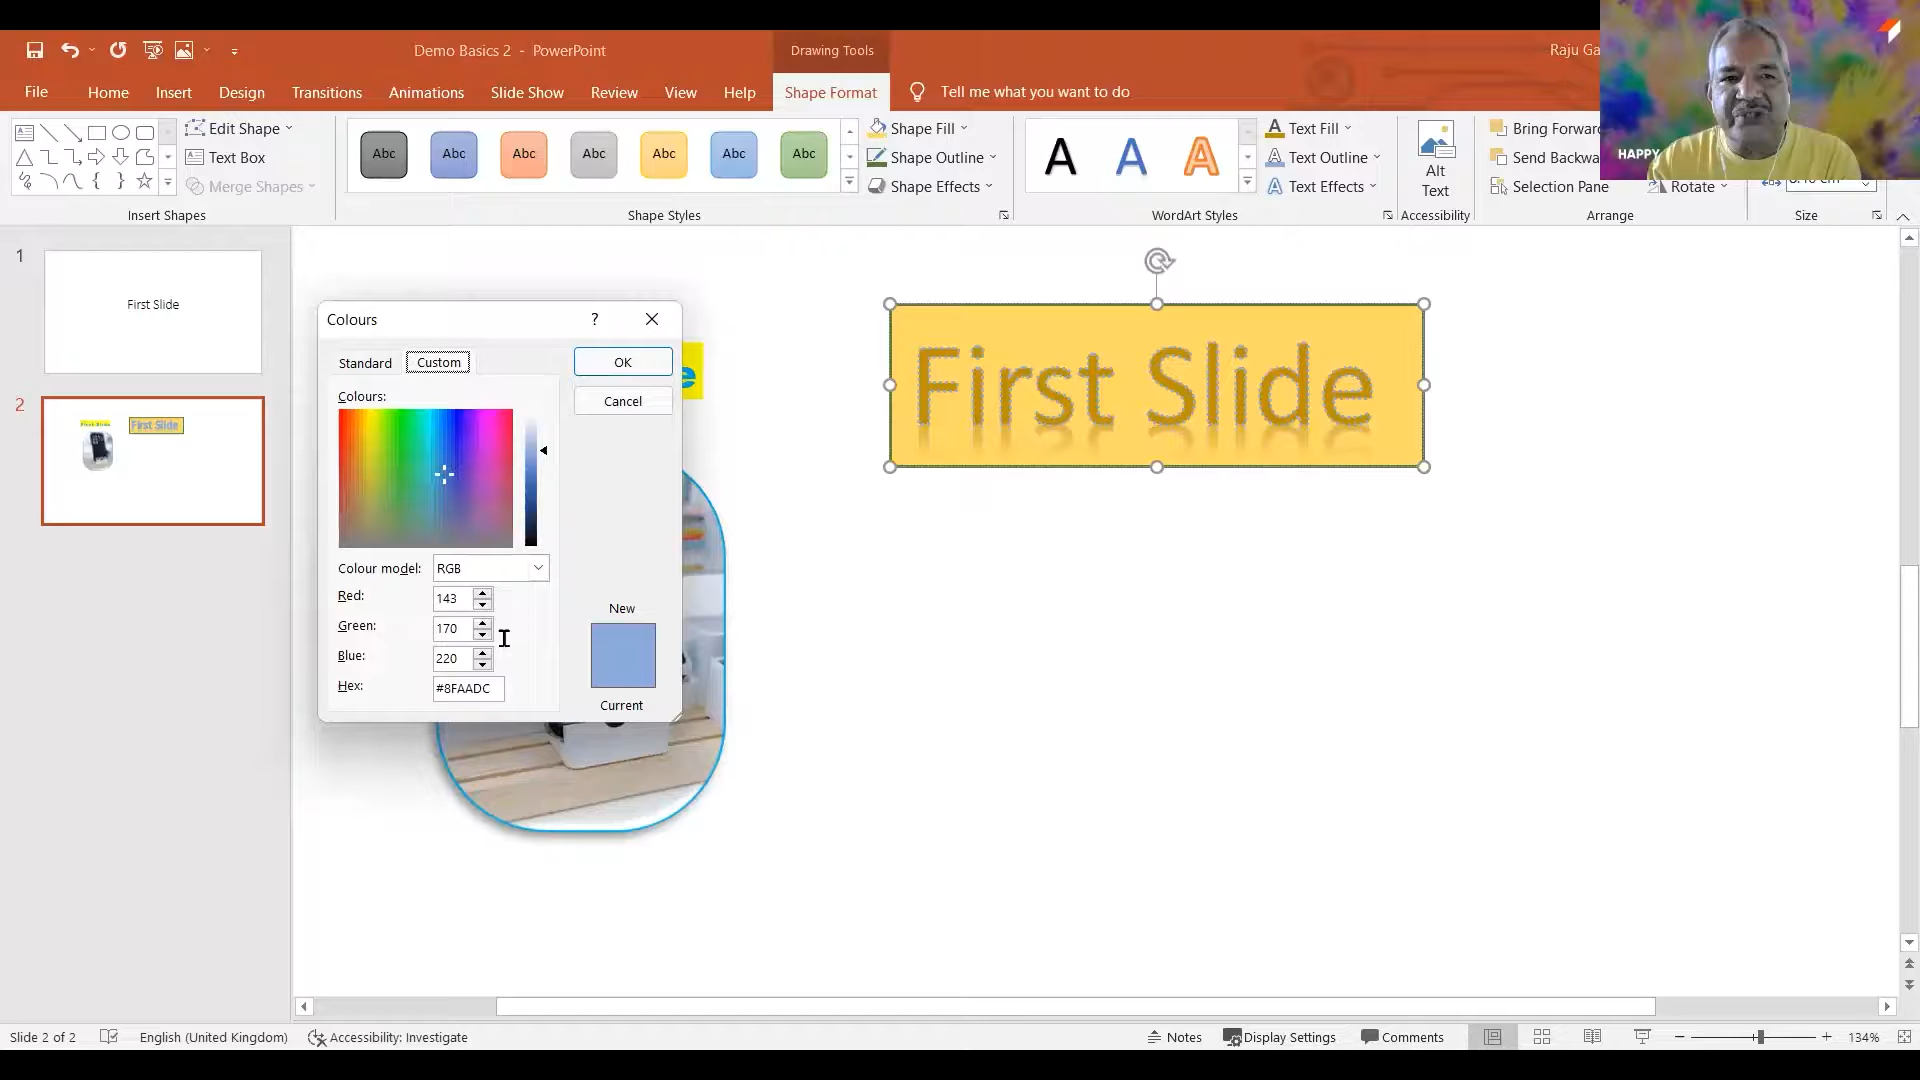 Demo Basics 2 - PowerPoint
Drawing Tools
Raju Ga
File
Home
Insert
Design
Transitions
Animations
Slide Show
Review
View
Help
Shape Format
Tell me what you want to do
HAPPY
Edit Shape
Text Box
Merge Shapes
Insert Shapes
Abc
Abc
Abc
Abc
Abc
Abc
Abc
Shape Fill
Shape Outline
Shape Effects
Shape Styles
A
A
A
Text Fill
Text Outline
Text Effects
WordArt Styles
Alt
Text
Accessibility
Bring Forward
Send Backwa
Selection Pane
Rotate
Arrange
Size
1
First Slide
2
First Slide
First Slide
Colours
?
Standard
Custom
OK
Cancel
Colours:
Colour model:
RGB
Red:
143
Green:
170
Blue:
220
Hex:
#8FAADC
New
Current
e
First Slide
Slide 2 of 2
English (United Kingdom)
Accessibility: Investigate
Notes
Display Settings
Comments
134%